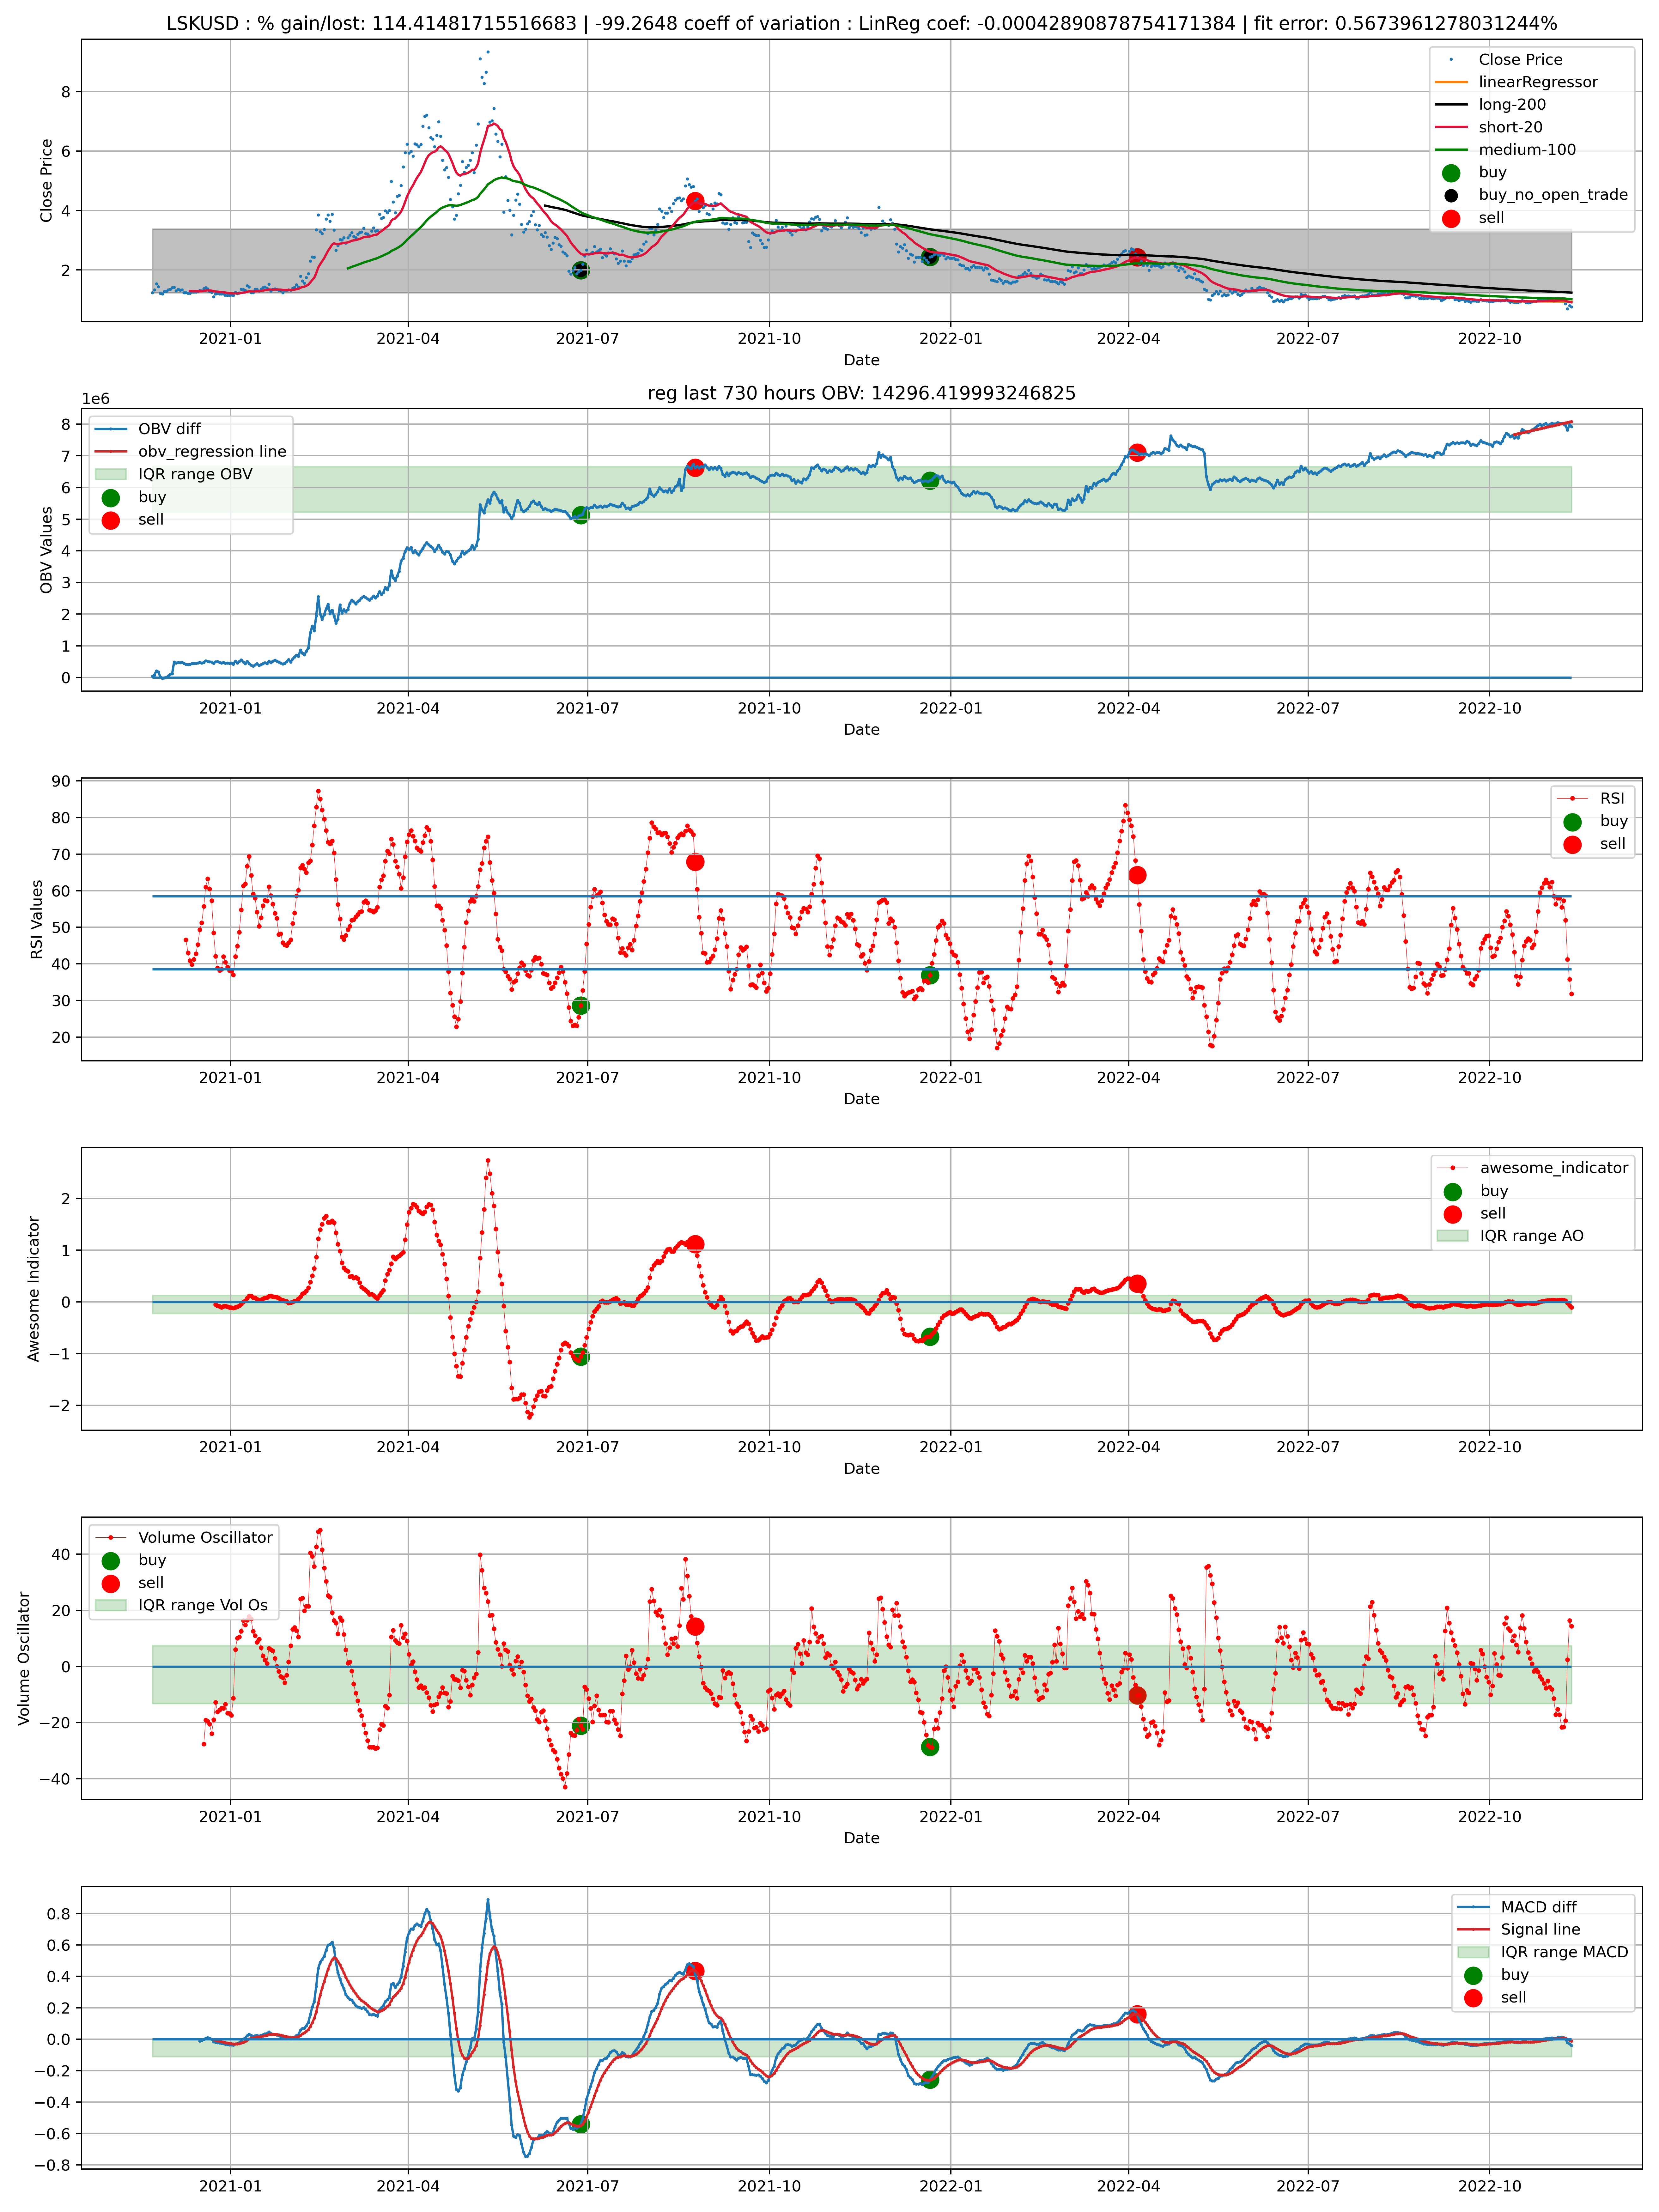 LSKUSD : % gain/lost: 114.41481715516683 | -99.2648 coeff of variation : LinReg coef: -0.00042890878754171384 | fit error: 0.5673961278031244%
Close Price
8
6
4
2
Close Price
linearRegressor
long-200
short-20
medium-100
buy
buy_no_open_trade
sell
2021-01 2021-04 2021-07 2021-10 2022-01 2022-04 2022-07 2022-10
Date
reg last 730 hours OBV: 14296.419993246825
1e6
OBV Values
8
7
6
5
4
3
2
1
0
OBV diff
obv_regression line
IQR range OBV
buy
sell
2021-01 2021-04 2021-07 2021-10 2022-01 2022-04 2022-07 2022-10
Date
RSI Values
90
80
70
60
50
40
30
20
RSI
buy
sell
2021-01 2021-04 2021-07 2021-10 2022-01 2022-04 2022-07 2022-10
Date
Awesome Indicator
2
1
0
−1
−2
awesome_indicator
buy
sell
IQR range AO
2021-01 2021-04 2021-07 2021-10 2022-01 2022-04 2022-07 2022-10
Date
Volume Oscillator
40
20
0
−20
−40
Volume Oscillator
buy
sell
IQR range Vol Os
2021-01 2021-04 2021-07 2021-10 2022-01 2022-04 2022-07 2022-10
Date
0.8
0.6
0.4
0.2
0.0
−0.2
−0.4
−0.6
−0.8
MACD diff
Signal line
IQR range MACD
buy
sell
2021-01 2021-04 2021-07 2021-10 2022-01 2022-04 2022-07 2022-10